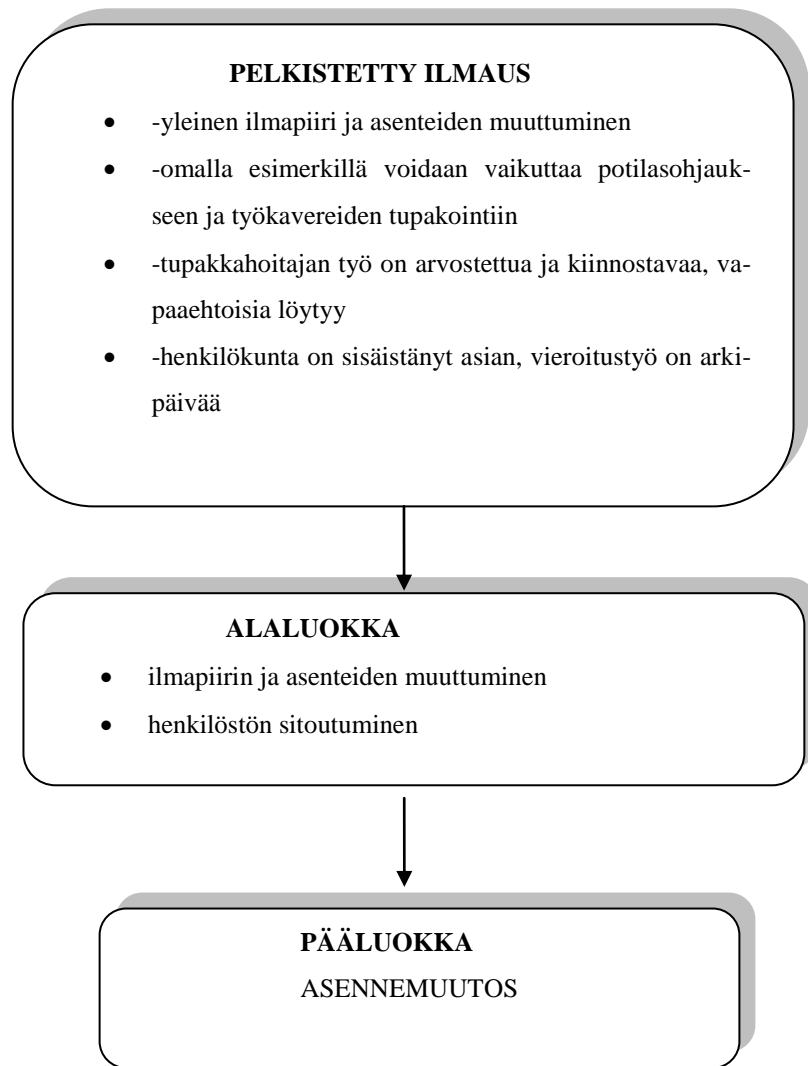 PELKISTETTY ILMAUS
• -yleinen ilmapiiri ja asenteiden muuttuminen
• -omalla esimerkillä voidaan vaikuttaa potilasohjauk-
seen ja työkavereiden tupakointiin
• -tupakkahoitajan työ on arvostettua ja kiinnostavaa, va-
paaehtoisia löytyy
• -henkilökunta on sisäistänyt asian, vieroitustyö on arki-
päivää
ALALUOKKA
• ilmapiirin ja asenteiden muuttuminen
• henkilöstön sitoutuminen
PÄÄLUOKKA
ASENNEMUUTOS